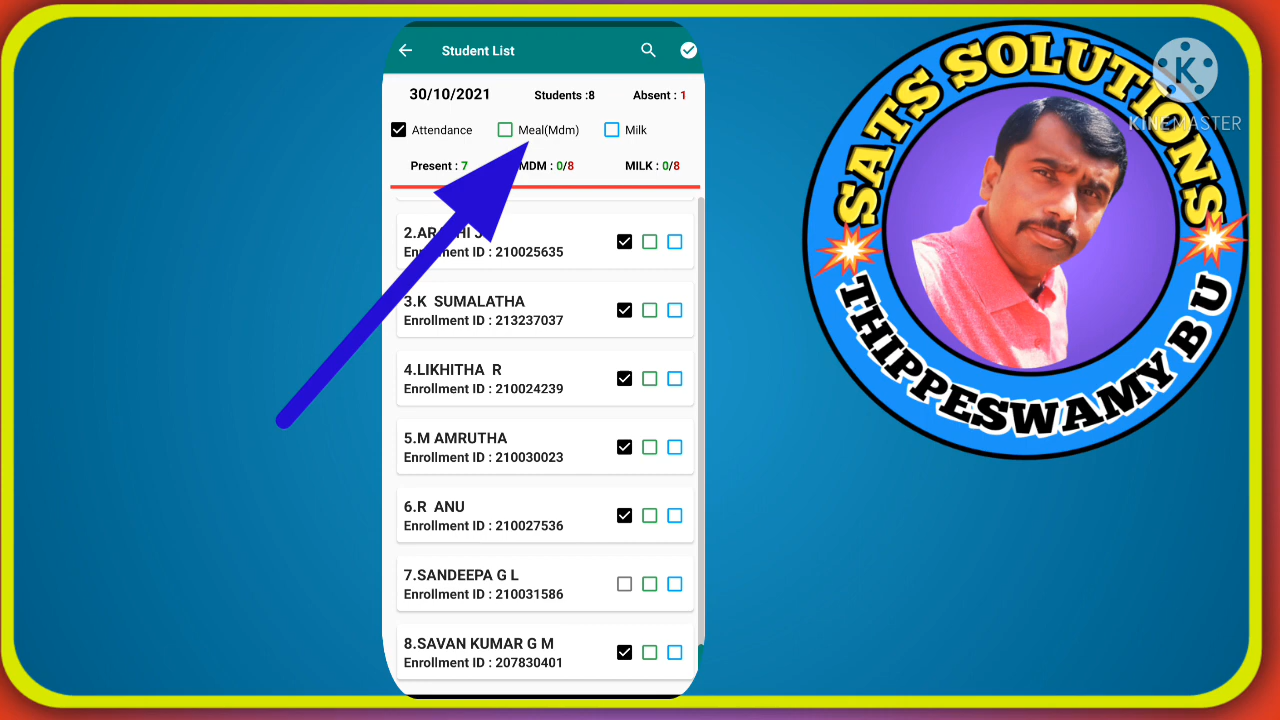 Student List
30/10/2021 Students :8 Absent : 1
Attendance Meal(Mdm) Milk
Present : 7 MDM : 0/8 MILK : 0/8
Enrollment ID : 210025635
3.K SUMALATHA
Enrollment ID : 213237037
4.LIKHITHA R
Enrollment ID : 210024239
5.M AMRUTHA
Enrollment ID : 210030023
6.R ANU
Enrollment ID : 210027536
7.SANDEEPA G L
Enrollment ID : 210031586
8.SAVAN KUMAR G M
Enrollment ID : 207830401
SATS SOLUTIONS
THIPPESWAMY B U
K
KINEMASTER